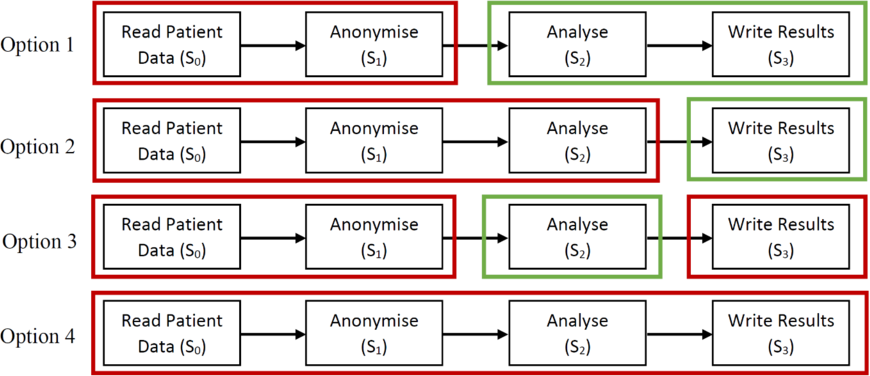 Option 1
Read Patient
Data (S₀)
Anonymise
(S₁)
Analyse
(S₂)
Write Results
(S₃)
Option 2
Read Patient
Data (S₀)
Anonymise
(S₁)
Analyse
(S₂)
Write Results
(S₃)
Option 3
Read Patient
Data (S₀)
Anonymise
(S₁)
Analyse
(S₂)
Write Results
(S₃)
Option 4
Read Patient
Data (S₀)
Anonymise
(S₁)
Analyse
(S₂)
Write Results
(S₃)